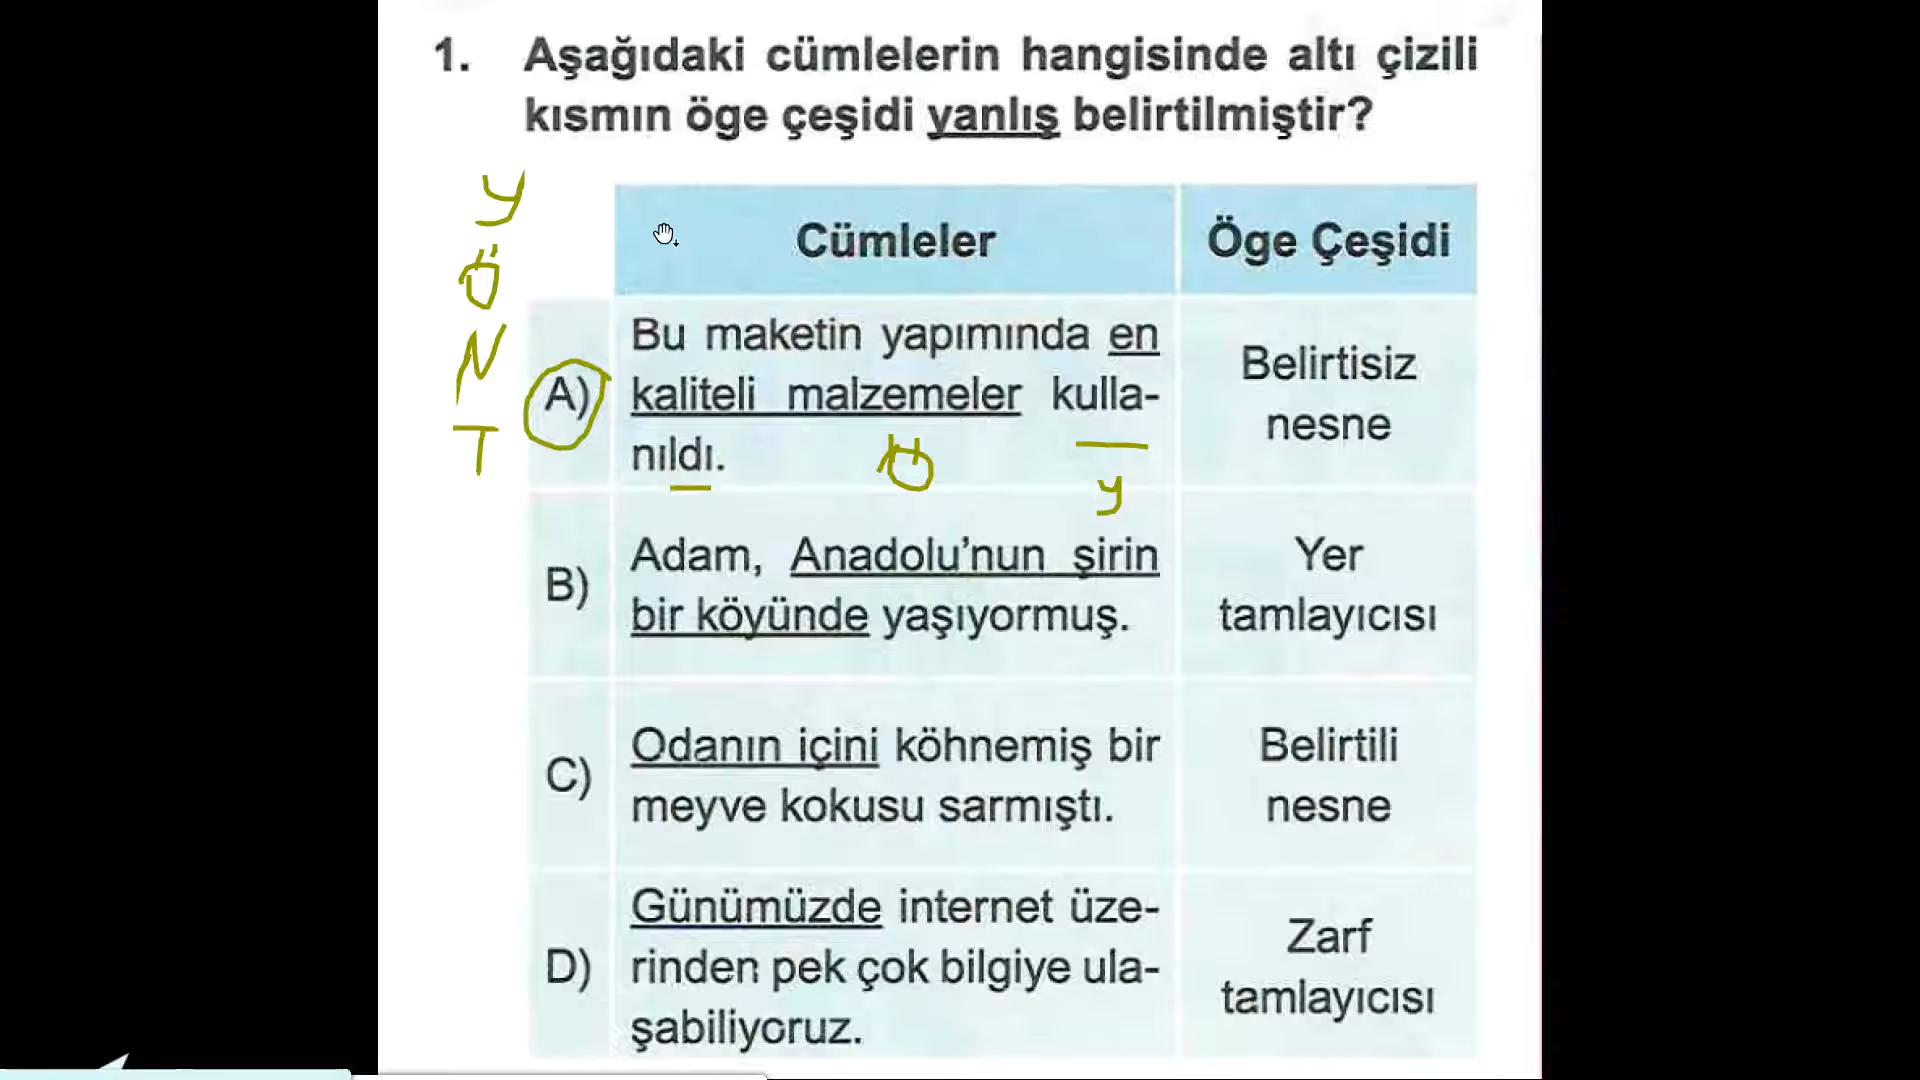 1. Aşağıdaki cümlelerin hangisinde altı çizili
kısmın öge çeşidi yanlış belirtilmiştir?
Y
Ö
N
T
Cümleler
Öge Çeşidi
A)
Bu maketin yapımında en
kaliteli malzemeler kulla-
nıldı.
Ö
y
Belirtisiz
nesne
B)
Adam, Anadolu'nun şirin
bir köyünde yaşıyormuş.
Yer
tamlayıcısı
C)
Odanın içini köhnemiş bir
meyve kokusu sarmıştı.
Belirtili
nesne
D)
Günümüzde internet üze-
rinden pek çok bilgiye ula-
şabiliyoruz.
Zarf
tamlayıcısı